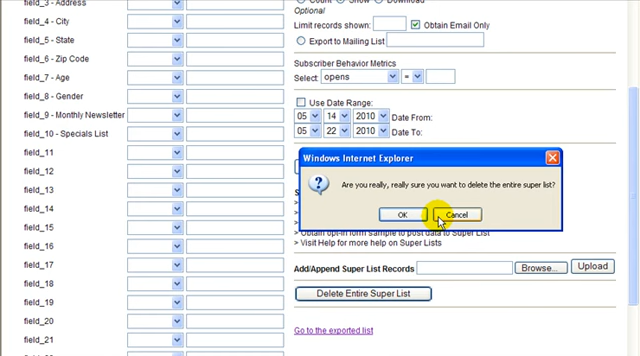 field_3 - Address
field_4 - City
field_5 - State
field_6 - Zip Code
field_7 - Age
field_8 - Gender
field_9 - Monthly Newsletter
field_10 - Specials List
field_11
field_12
field_13
field_14
field_15
field_16
field_17
field_18
field_19
field_20
field_21
Count Show Download
Optional
Limit records shown: Obtain Email Only
Export to Mailing List
Subscriber Behavior Metrics
Select: opens =
Use Date Range:
05 14 2010 Date From:
05 22 2010 Date To:
Windows Internet Explorer
Are you really, really sure you want to delete the entire super list?
OK Cancel
> Obtain opt-in form sample to post data to Super List
> Visit Help for more help on Super Lists
Add/Append Super List Records Browse... Upload
Delete Entire Super List
Go to the exported list